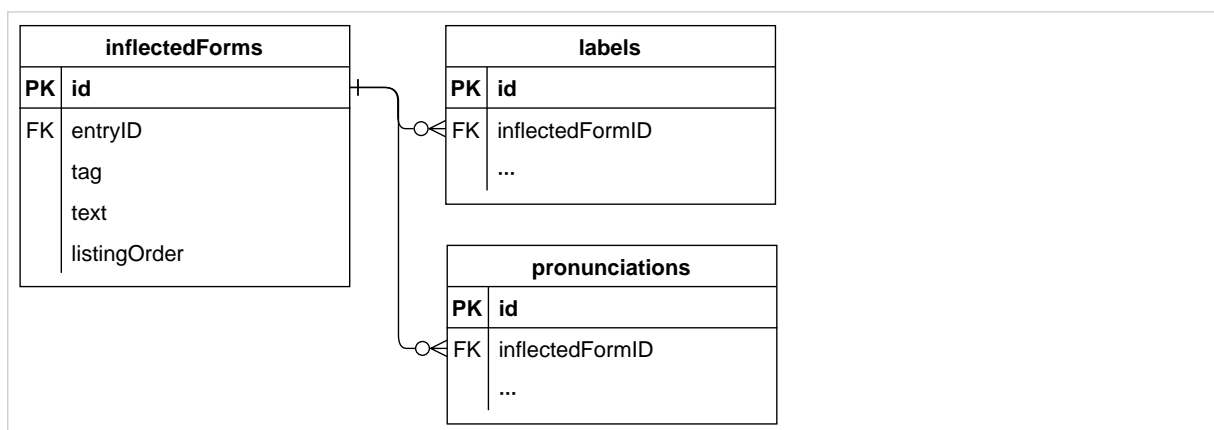 inflectedForms
PK id
FK entryID
tag
text
listingOrder
labels
PK id
FK inflectedFormID
...
pronunciations
PK id
FK inflectedFormID
...